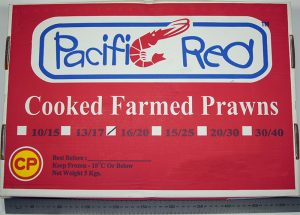 Pacific Red TM
Cooked Farmed Prawns
10/15 13/17 16/20 15/25 20/30 30/40
CP
Best Before :
Keep Frozen - 18°C Or Below
Net Weight 5 Kgs.